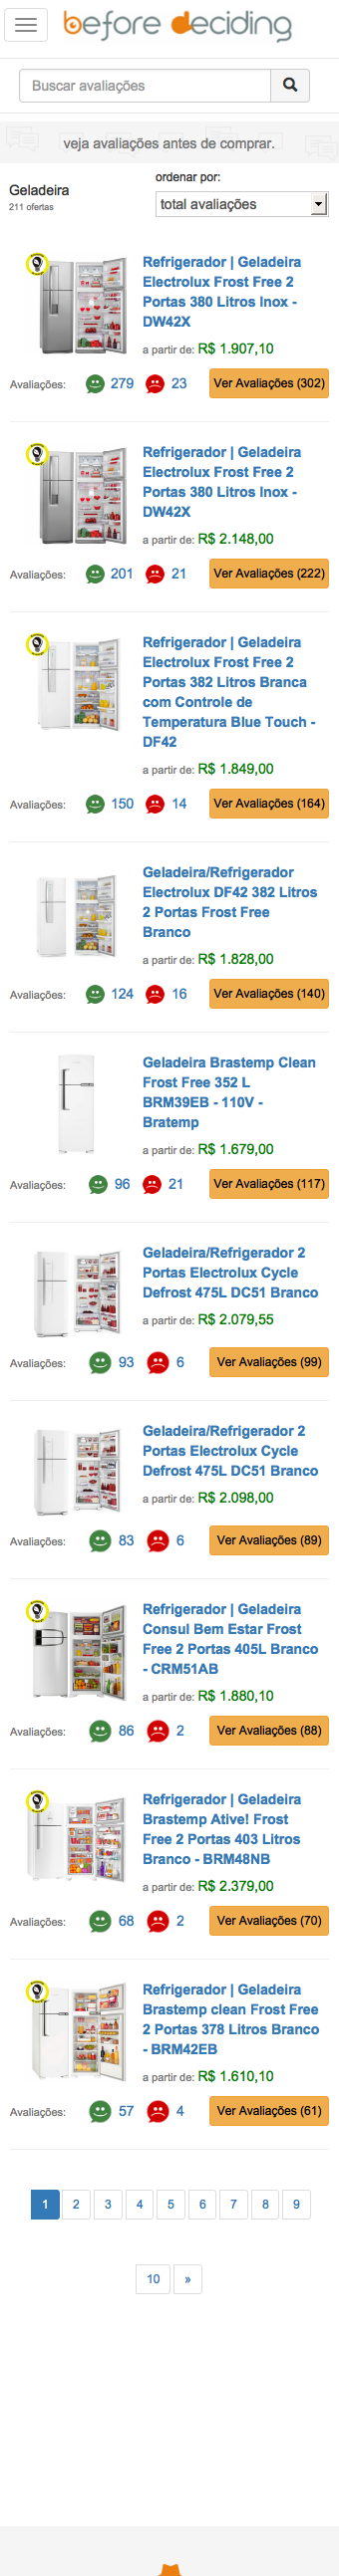 before deciding
Buscar avaliações
veja avaliações antes de comprar.
ordenar por:
Geladeira
211 ofertas
total avaliações
Refrigerador | Geladeira
Electrolux Frost Free 2
Portas 380 Litros Inox -
DW42X
a partir de: R$ 1.907,10
Avaliações: 279 23 Ver Avaliações (302)
Refrigerador | Geladeira
Electrolux Frost Free 2
Portas 380 Litros Inox -
DW42X
a partir de: R$ 2.148,00
Avaliações: 201 21 Ver Avaliações (222)
Refrigerador | Geladeira
Electrolux Frost Free 2
Portas 382 Litros Branca
com Controle de
Temperatura Blue Touch -
DF42
a partir de: R$ 1.849,00
Avaliações: 150 14 Ver Avaliações (164)
Geladeira/Refrigerador
Electrolux DF42 382 Litros
2 Portas Frost Free
Branco
a partir de: R$ 1.828,00
Avaliações: 124 16 Ver Avaliações (140)
Geladeira Brastemp Clean
Frost Free 352 L
BRM39EB - 110V -
Bratemp
a partir de: R$ 1.679,00
Avaliações: 96 21 Ver Avaliações (117)
Geladeira/Refrigerador 2
Portas Electrolux Cycle
Defrost 475L DC51 Branco
a partir de: R$ 2.079,55
Avaliações: 93 6 Ver Avaliações (99)
Geladeira/Refrigerador 2
Portas Electrolux Cycle
Defrost 475L DC51 Branco
a partir de: R$ 2.098,00
Avaliações: 83 6 Ver Avaliações (89)
Refrigerador | Geladeira
Consul Bem Estar Frost
Free 2 Portas 405L Branco
- CRM51AB
a partir de: R$ 1.880,10
Avaliações: 86 2 Ver Avaliações (88)
Refrigerador | Geladeira
Brastemp Ative! Frost
Free 2 Portas 403 Litros
Branco - BRM48NB
a partir de: R$ 2.379,00
Avaliações: 68 2 Ver Avaliações (70)
Refrigerador | Geladeira
Brastemp clean Frost Free
2 Portas 378 Litros Branco
- BRM42EB
a partir de: R$ 1.610,10
Avaliações: 57 4 Ver Avaliações (61)
1 2 3 4 5 6 7 8 9
10 »